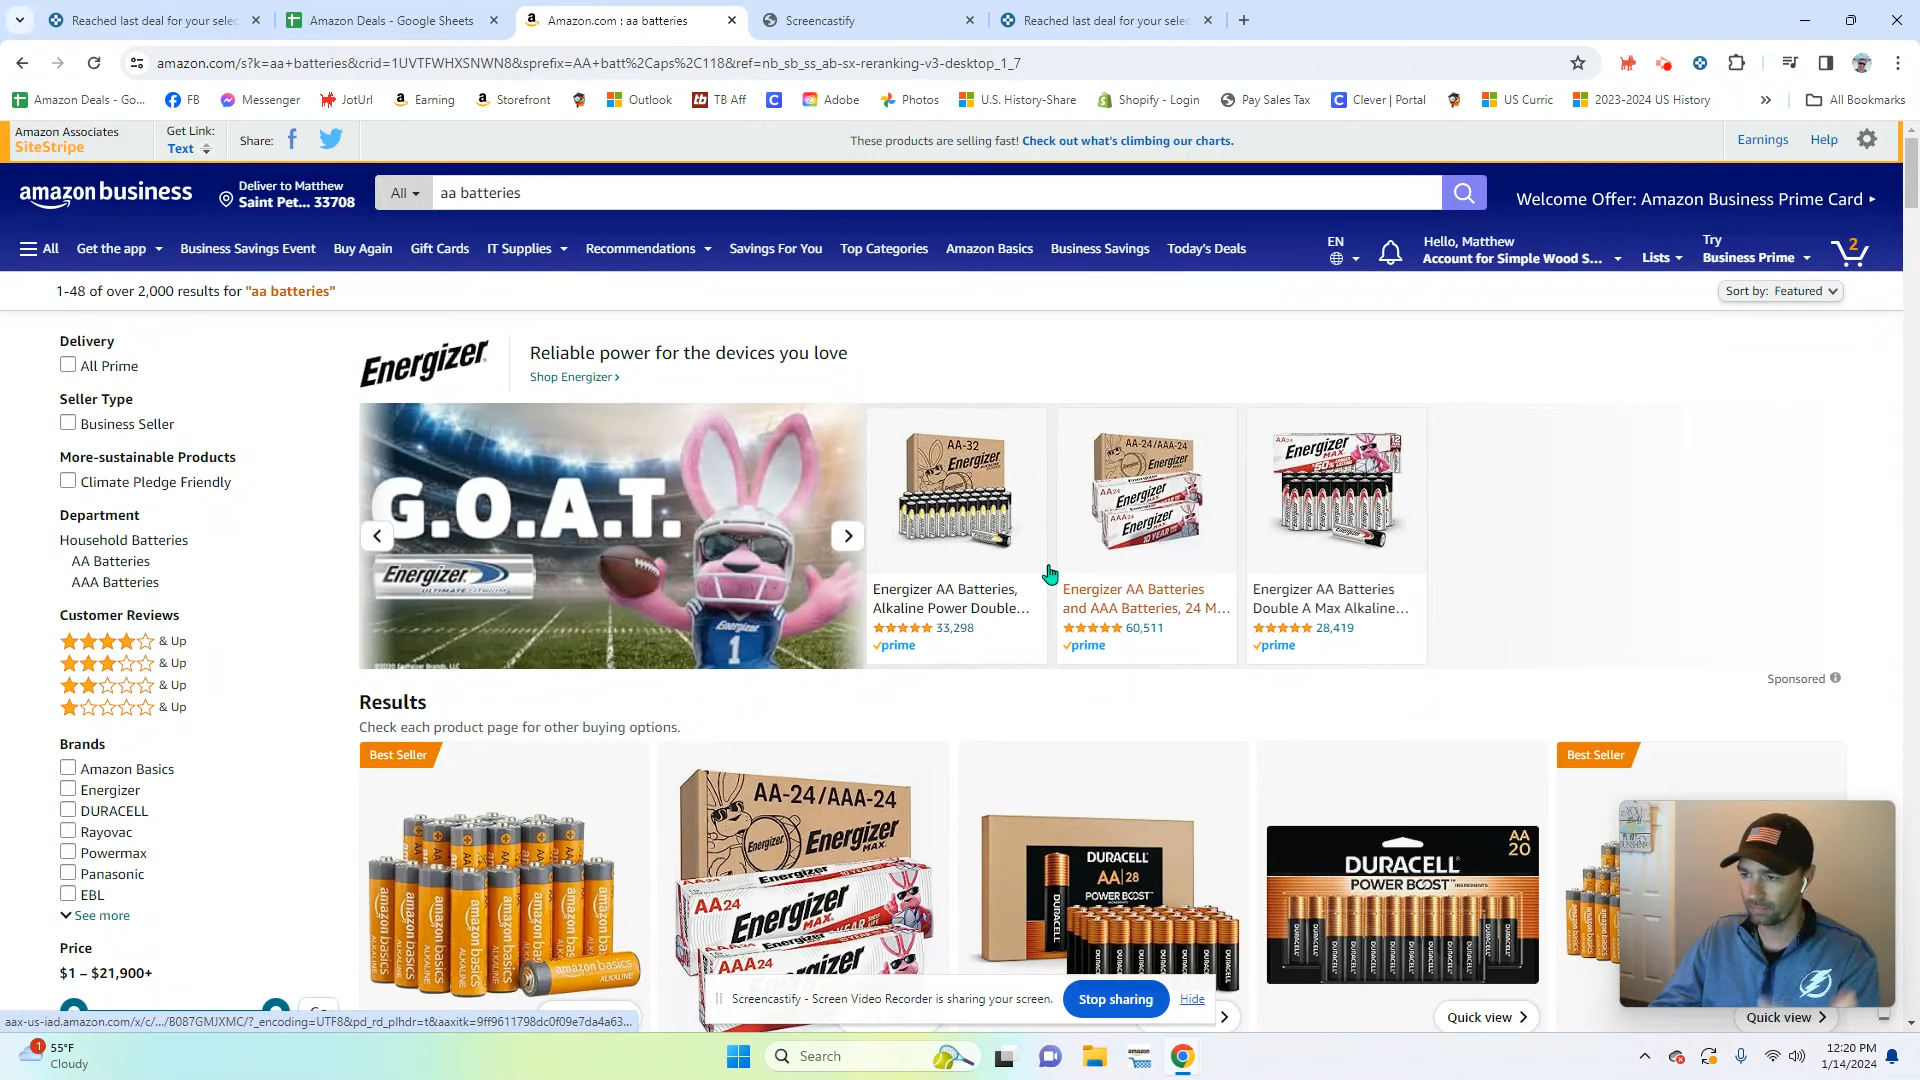 Reached last deal for your selec
Amazon Deals - Google Sheets
Amazon.com : aa batteries
Screencastify
Reached last deal for your selec
amazon.com/s?k=aa+batteries&crid=1UVTFWHXSNWN8&sprefix=AA+batt%2Caps%2C118&ref=nb_sb_ss_ab-sx-reranking-v3-desktop_1_7
Amazon Deals - Go...
FB
Messenger
JotUrl
Earning
Storefront
Outlook
TB Aff
Adobe
Photos
U.S. History-Share
Shopify - Login
Pay Sales Tax
Clever | Portal
US Curric
2023-2024 US History
All Bookmarks
Amazon Associates
SiteStripe
Get Link:
Text
Share:
These products are selling fast! Check out what's climbing our charts.
Earnings
Help
amazon business
Deliver to Matthew
Saint Pet... 33708
All
aa batteries
Welcome Offer: Amazon Business Prime Card
All
Get the app
Business Savings Event
Buy Again
Gift Cards
IT Supplies
Recommendations
Savings For You
Top Categories
Amazon Basics
Business Savings
Today's Deals
EN
Hello, Matthew
Account for Simple Wood S...
Lists
Try
Business Prime
2
1-48 of over 2,000 results for "aa batteries"
Sort by: Featured
Delivery
All Prime
Seller Type
Business Seller
More-sustainable Products
Climate Pledge Friendly
Department
Household Batteries
AA Batteries
AAA Batteries
Customer Reviews
& Up
& Up
& Up
& Up
Brands
Amazon Basics
Energizer
DURACELL
Rayovac
Powermax
Panasonic
EBL
See more
Price
$1 – $21,900+
Energizer
Reliable power for the devices you love
Shop Energizer
G.O.A.T.
Energizer
ULTIMATE LITHIUM
Energizer
1
AA-32
Energizer
Energizer AA Batteries,
Alkaline Power Double...
33,298
prime
AA-24/AAA-24
Energizer
Energizer
Energizer
10 YEAR
Energizer AA Batteries
and AAA Batteries, 24 M...
60,511
prime
AA24
Energizer
MAX
50%
12
Energizer AA Batteries
Double A Max Alkaline...
28,419
prime
Sponsored
Results
Check each product page for other buying options.
Best Seller
amazon basics
ALKALINE
AA-24/AAA-24
Energizer
MAX
AA24
Energizer
MAX
AAA24
DURACELL
AA|28
POWER BOOST
DURACELL
DURACELL
POWER BOOST
INGREDIENTS
AA
20
Quick view
Best Seller
Quick view
Screencastify - Screen Video Recorder is sharing your screen.
Stop sharing
Hide
aax-us-iad.amazon.com/x/c/.../B087GMJXMC/?_encoding=UTF8&pd_rd_plhdr=t&aaxitk=9ff9611798dc0f09e7da4a63...
1
55°F
Cloudy
Search
12:20 PM
1/14/2024